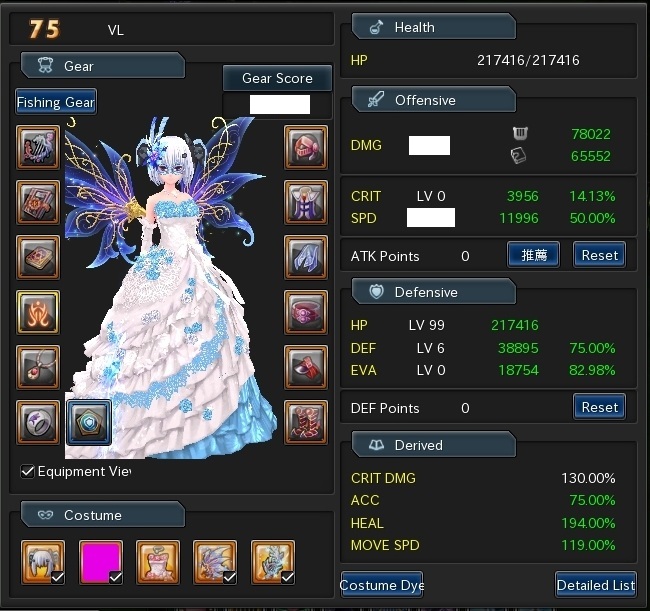 75 VL
Gear
Gear Score
Fishing Gear
Equipment Vie
Costume
Health
HP 217416/217416
Offensive
DMG 78022
65552
CRIT LV 0 3956 14.13%
SPD 11996 50.00%
ATK Points 0 推薦 Reset
Defensive
HP LV 99 217416
DEF LV 6 38895 75.00%
EVA LV 0 18754 82.98%
DEF Points 0 Reset
Derived
CRIT DMG 130.00%
ACC 75.00%
HEAL 194.00%
MOVE SPD 119.00%
Costume Dye Detailed List